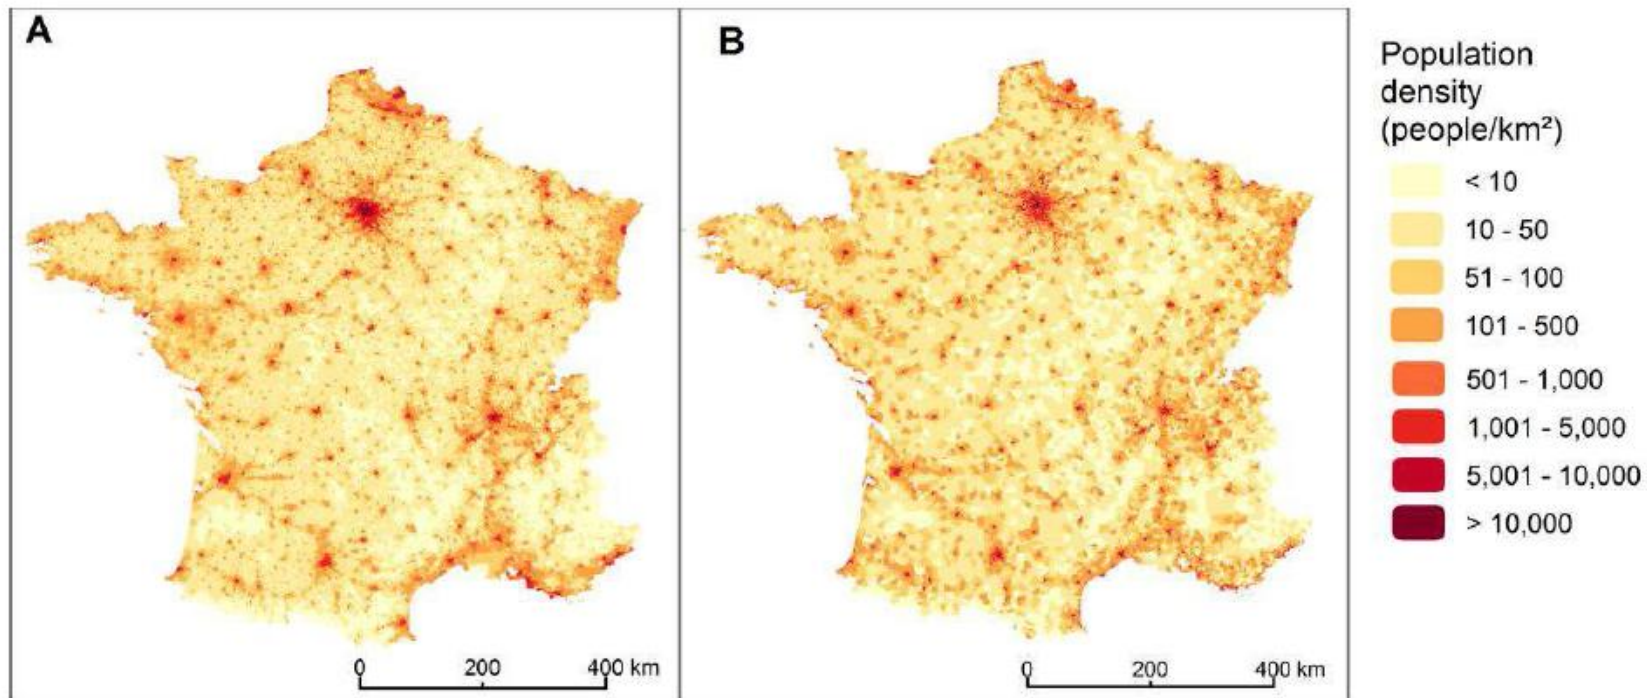 A
B
Population
density
(people/km²)
< 10
10 - 50
51 - 100
101 - 500
501 - 1,000
1,001 - 5,000
5,001 - 10,000
> 10,000
0 200 400 km
0 200 400 km